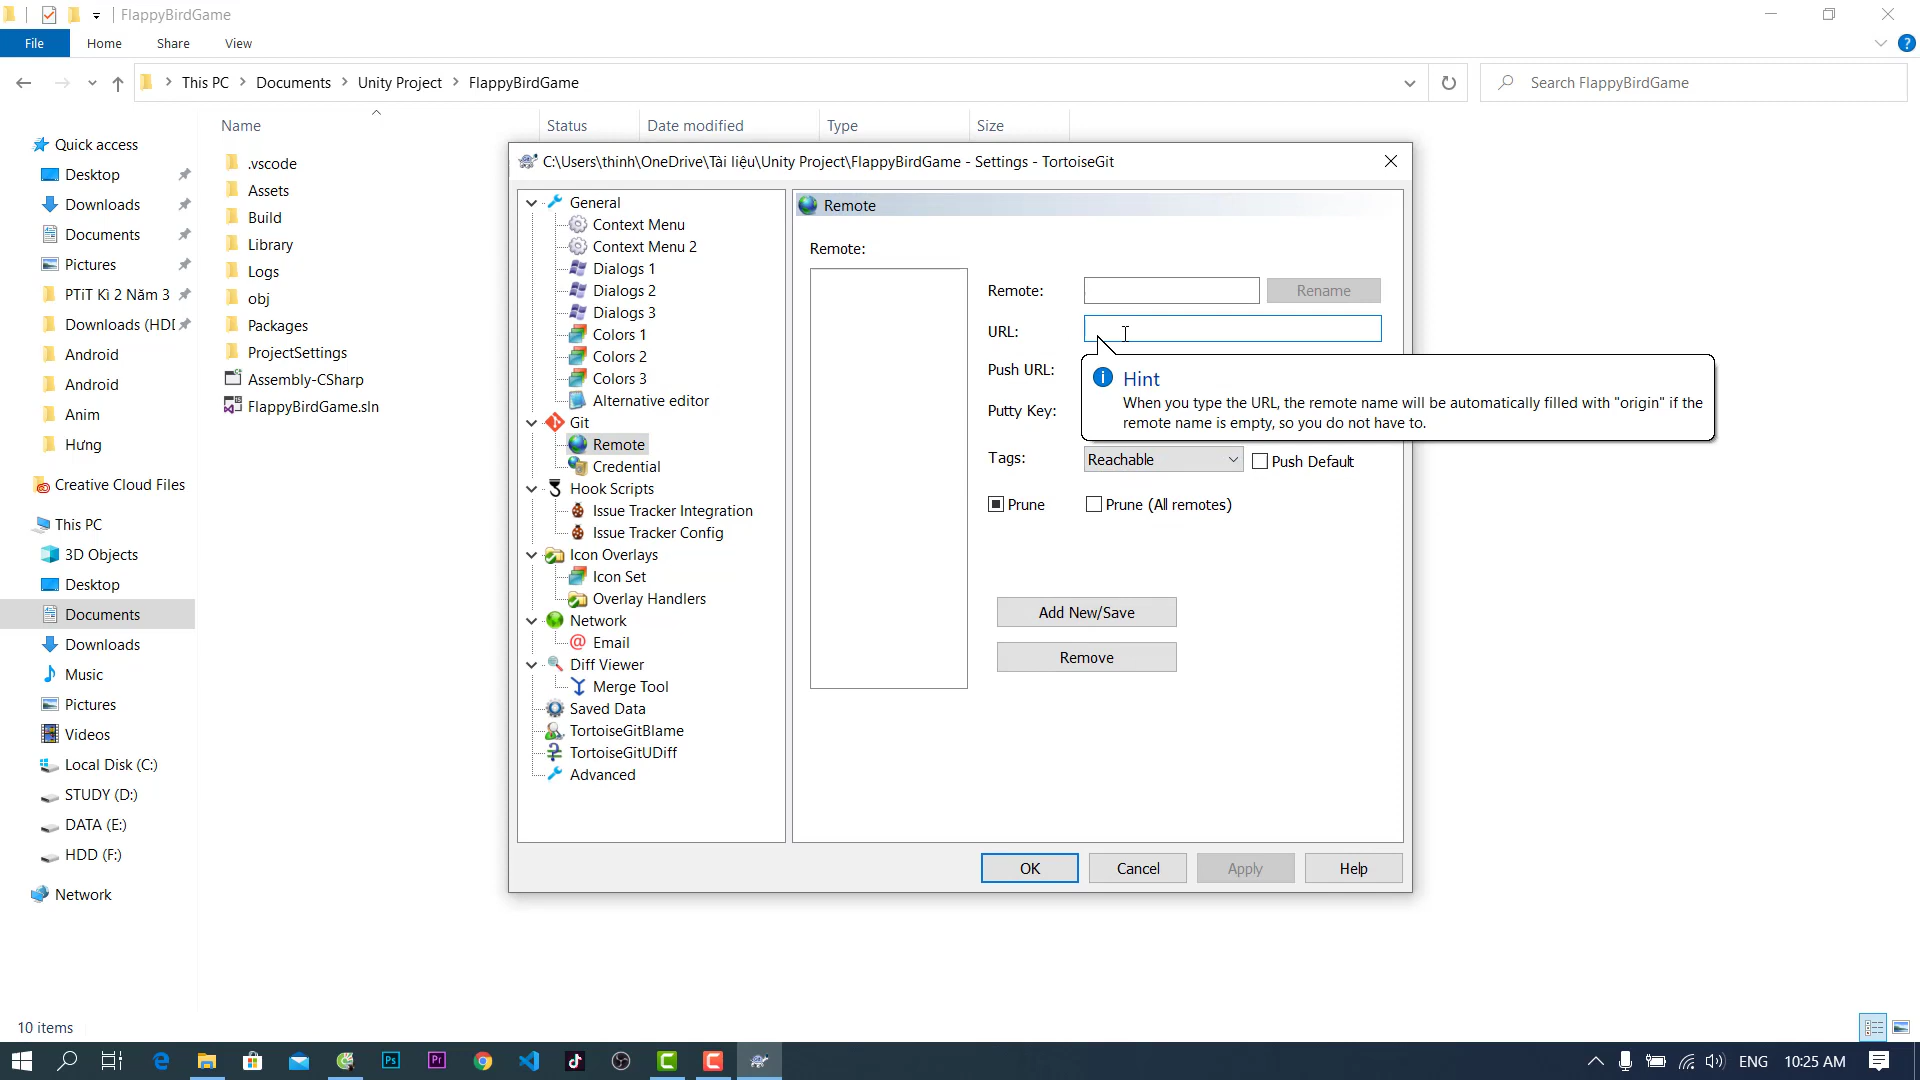 FlappyBirdGame
File
Home
Share
View
This PC
Documents
Unity Project
FlappyBirdGame
Search FlappyBirdGame
Name
Status
Date modified
Type
Size
Quick access
Desktop
Downloads
Documents
Pictures
PTiT Kì 2 Năm 3
Downloads (HDD
Android
Android
Anim
Hưng
Creative Cloud Files
This PC
3D Objects
Desktop
Documents
Downloads
Music
Pictures
Videos
Local Disk (C:)
STUDY (D:)
DATA (E:)
HDD (F:)
Network
.vscode
Assets
Build
Library
Logs
obj
Packages
ProjectSettings
Assembly-CSharp
FlappyBirdGame.sln
C:\Users\thinh\OneDrive\Tài liệu\Unity Project\FlappyBirdGame - Settings - TortoiseGit
General
Context Menu
Context Menu 2
Dialogs 1
Dialogs 2
Dialogs 3
Colors 1
Colors 2
Colors 3
Alternative editor
Git
Remote
Credential
Hook Scripts
Issue Tracker Integration
Issue Tracker Config
Icon Overlays
Icon Set
Overlay Handlers
Network
Email
Diff Viewer
Merge Tool
Saved Data
TortoiseGitBlame
TortoiseGitUDiff
Advanced
Remote
Remote:
Remote:
Rename
URL:
Push URL:
Putty Key:
Hint
When you type the URL, the remote name will be automatically filled with "origin" if the
remote name is empty, so you do not have to.
Tags:
Reachable
Push Default
Prune
Prune (All remotes)
Add New/Save
Remove
OK
Cancel
Apply
Help
10 items
Ps
Pr
ENG
10:25 AM